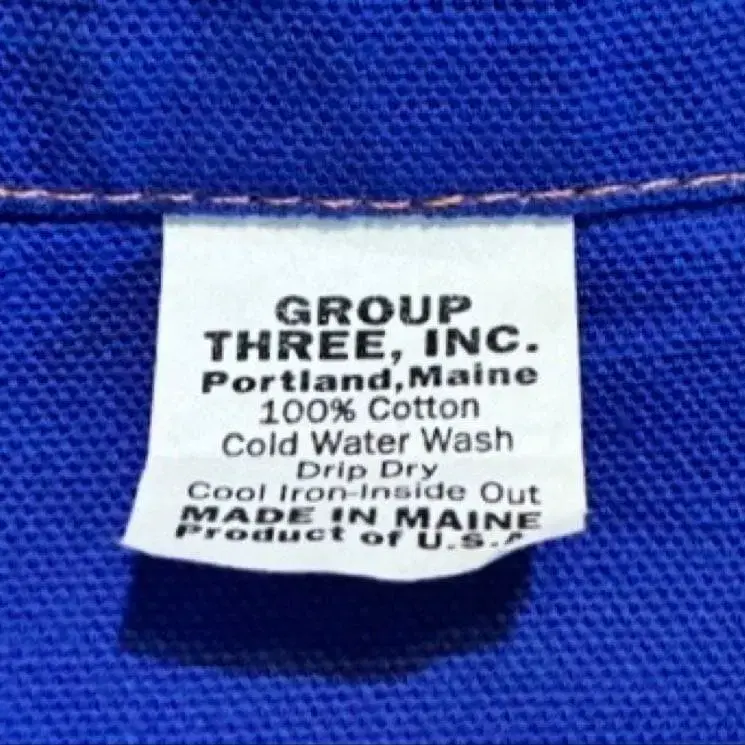 GROUP
THREE, INC.
Portland, Maine
100% Cotton
Cold Water Wash
Drip Dry
Cool Iron-Inside Out
MADE IN MAINE
Product of U.S.A